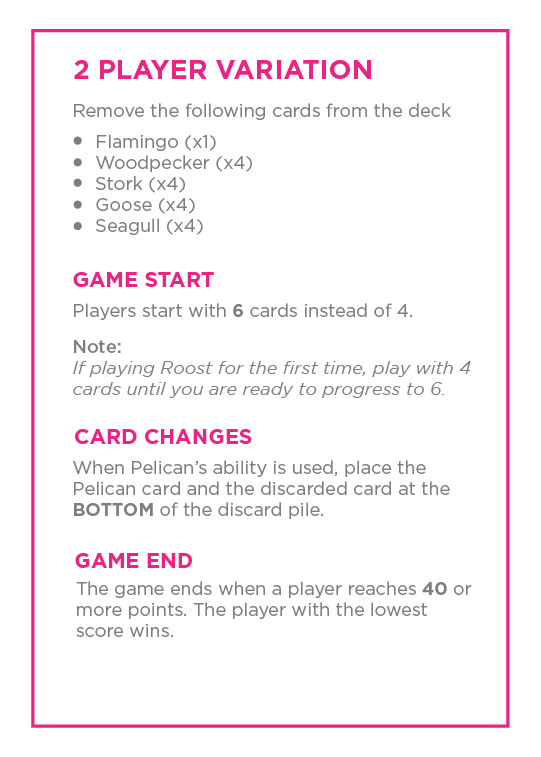 2 PLAYER VARIATION
Remove the following cards from the deck
• Flamingo (x1)
• Woodpecker (x4)
• Stork (x4)
• Goose (x4)
• Seagull (x4)
GAME START
Players start with 6 cards instead of 4.
Note:
If playing Roost for the first time, play with 4
cards until you are ready to progress to 6.
CARD CHANGES
When Pelican’s ability is used, place the
Pelican card and the discarded card at the
BOTTOM of the discard pile.
GAME END
The game ends when a player reaches 40 or
more points. The player with the lowest
score wins.